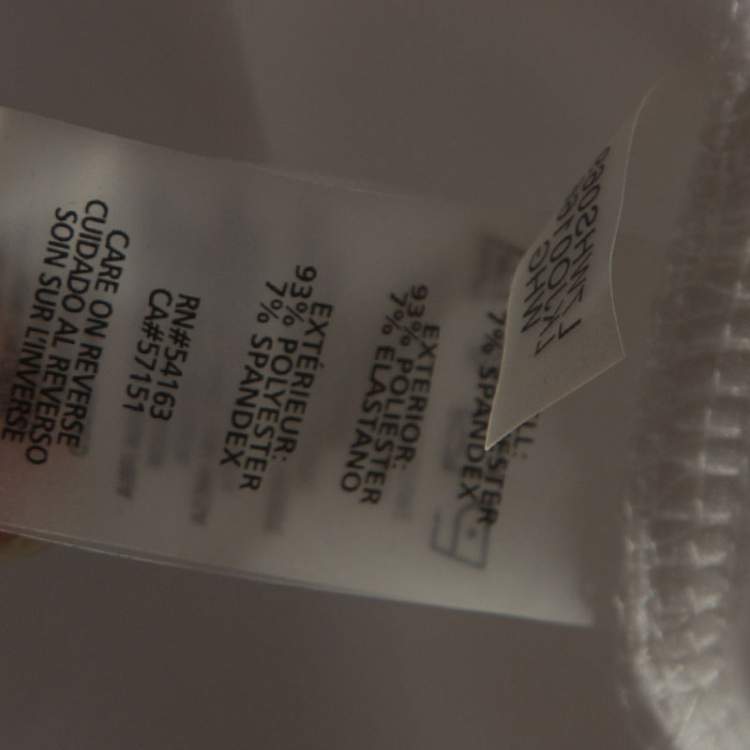 7% SPANDEX
EXTERIOR:
93% POLIESTER
7% ELASTANO
EXTÉRIEUR:
93% POLYESTER
7% SPANDEX
RN#54163
CA#57151
CARE ON REVERSE
CUIDADO AL REVERSO
SOIN SUR L'INVERSE